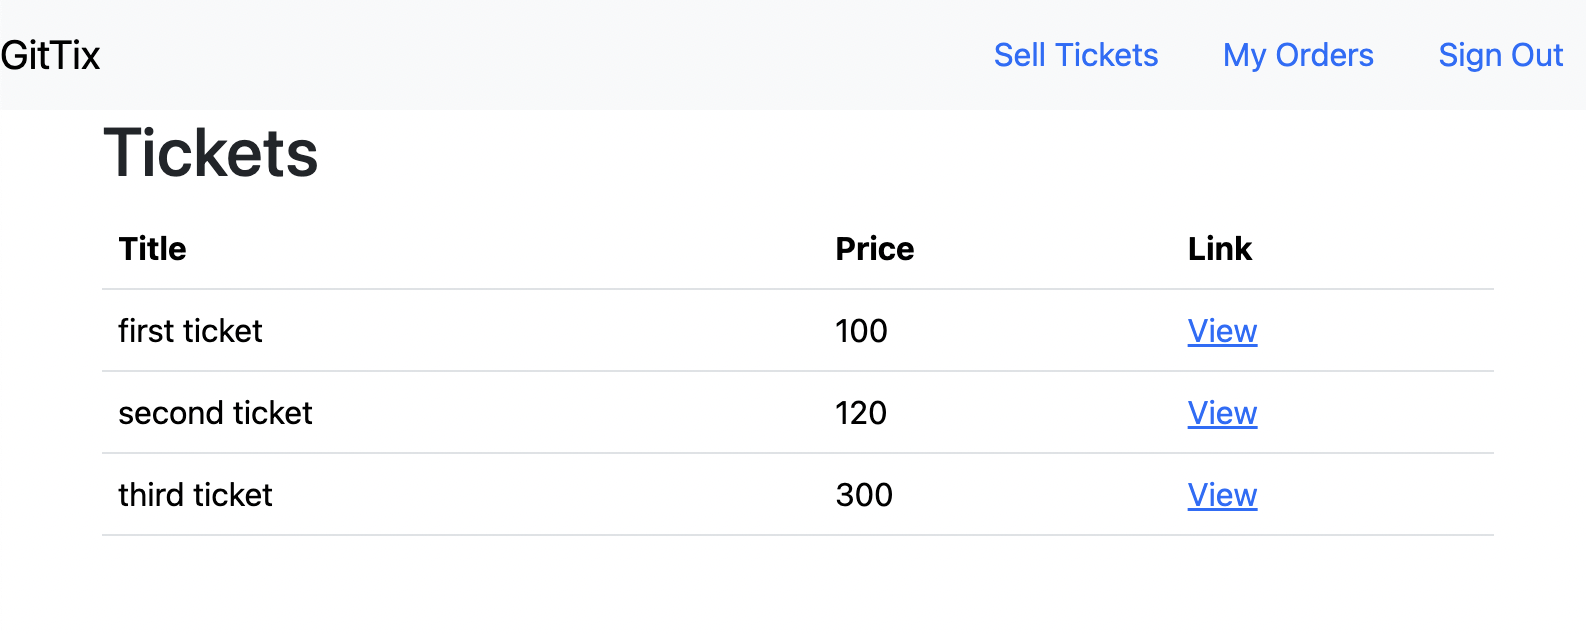 GitTix Sell Tickets My Orders Sign Out
Tickets
Title Price Link
first ticket 100 View
second ticket 120 View
third ticket 300 View